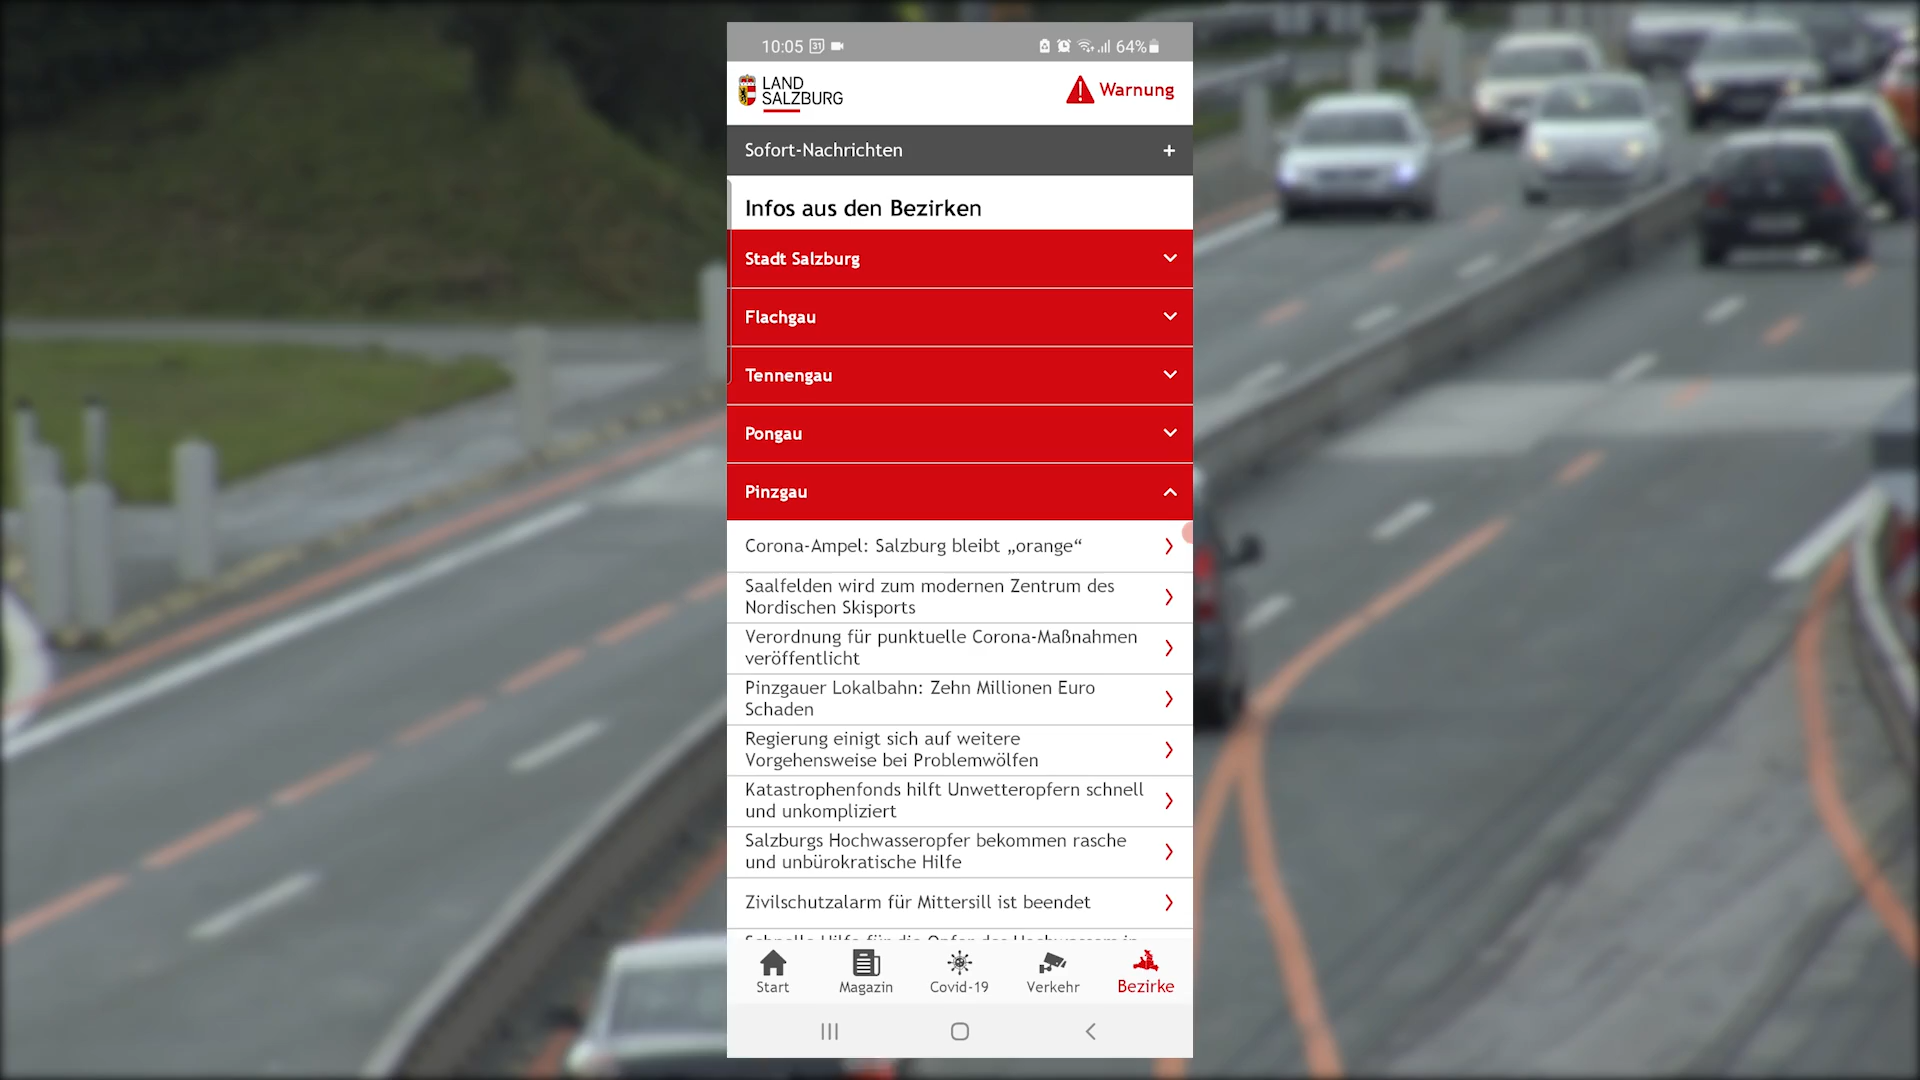 10:05 31 64%
LAND
SALZBURG
Warnung
Sofort-Nachrichten +
Infos aus den Bezirken
Stadt Salzburg
Flachgau
Tennengau
Pongau
Pinzgau
Corona-Ampel: Salzburg bleibt „orange“
Saalfelden wird zum modernen Zentrum des
Nordischen Skisports
Verordnung für punktuelle Corona-Maßnahmen
veröffentlicht
Pinzgauer Lokalbahn: Zehn Millionen Euro
Schaden
Regierung einigt sich auf weitere
Vorgehensweise bei Problemwölfen
Katastrophenfonds hilft Unwetteropfern schnell
und unkompliziert
Salzburgs Hochwasseropfer bekommen rasche
und unbürokratische Hilfe
Zivilschutzalarm für Mittersill ist beendet
Start Magazin Covid-19 Verkehr Bezirke